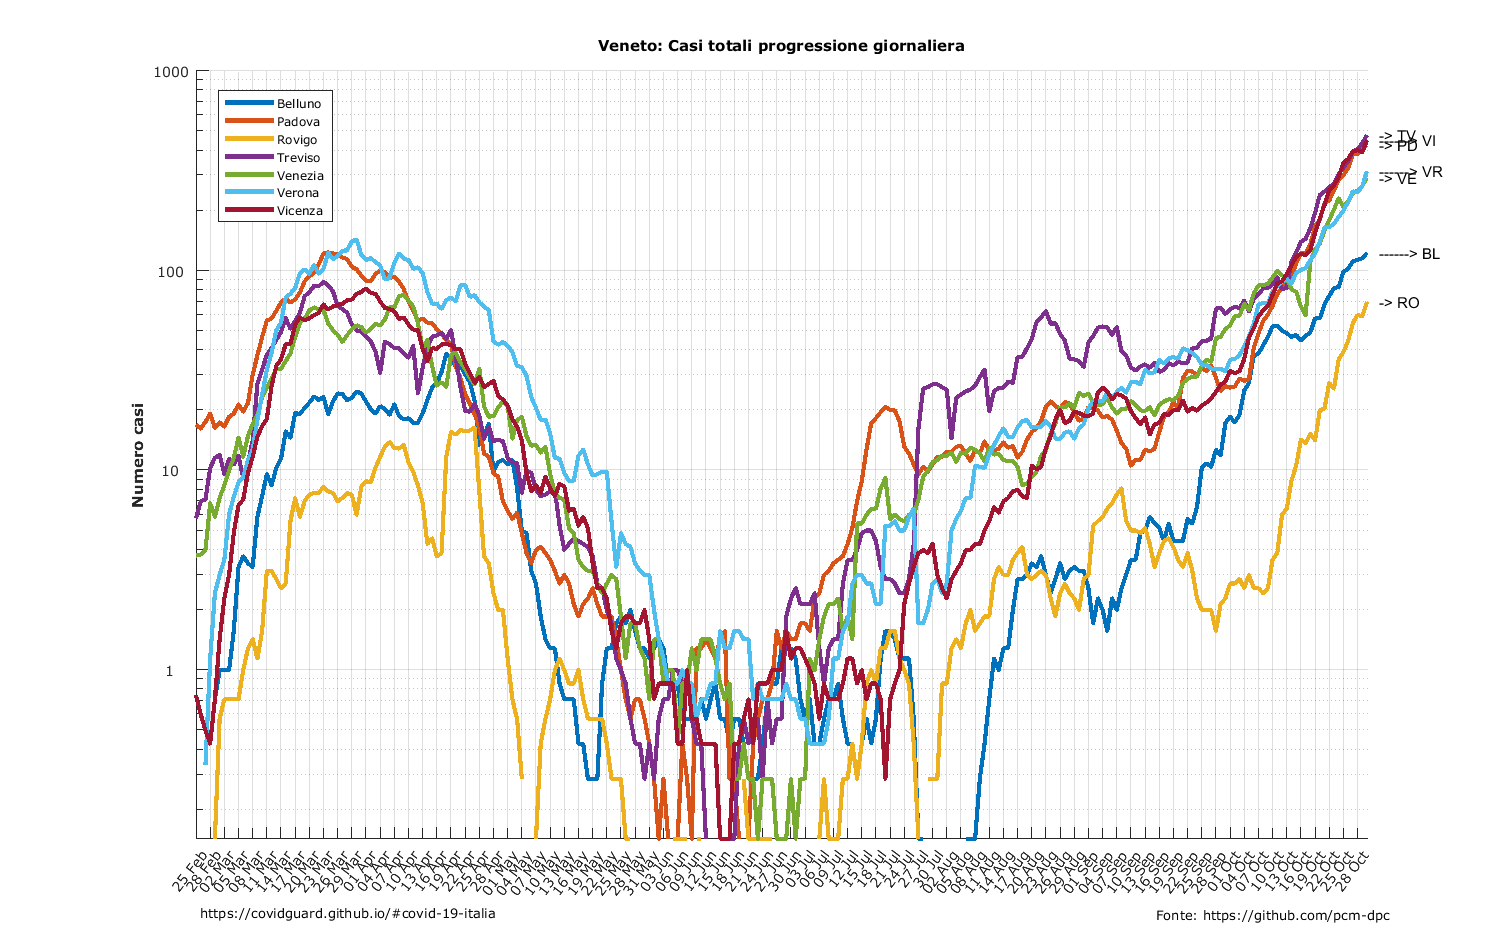 Veneto: Casi totali progressione giornaliera
Numero casi
1000
100
10
1
Belluno
Padova
Rovigo
Treviso
Venezia
Verona
Vicenza
-> TV
------> VI
-> PD
------> VR
-> VE
------> BL
-> RO
25 Feb
28 Feb
02 Mar
05 Mar
08 Mar
11 Mar
14 Mar
17 Mar
20 Mar
23 Mar
26 Mar
29 Mar
01 Apr
04 Apr
07 Apr
10 Apr
13 Apr
16 Apr
19 Apr
22 Apr
25 Apr
28 Apr
01 May
04 May
07 May
10 May
13 May
16 May
19 May
22 May
25 May
28 May
31 May
03 Jun
06 Jun
09 Jun
12 Jun
15 Jun
18 Jun
21 Jun
24 Jun
27 Jun
30 Jun
03 Jul
06 Jul
09 Jul
12 Jul
15 Jul
18 Jul
21 Jul
24 Jul
27 Jul
30 Jul
02 Aug
05 Aug
08 Aug
11 Aug
14 Aug
17 Aug
20 Aug
23 Aug
26 Aug
29 Aug
01 Sep
04 Sep
07 Sep
10 Sep
13 Sep
16 Sep
19 Sep
22 Sep
25 Sep
28 Sep
01 Oct
04 Oct
07 Oct
10 Oct
13 Oct
16 Oct
19 Oct
22 Oct
25 Oct
28 Oct
https://covidguard.github.io/#covid-19-italia
Fonte: https://github.com/pcm-dpc